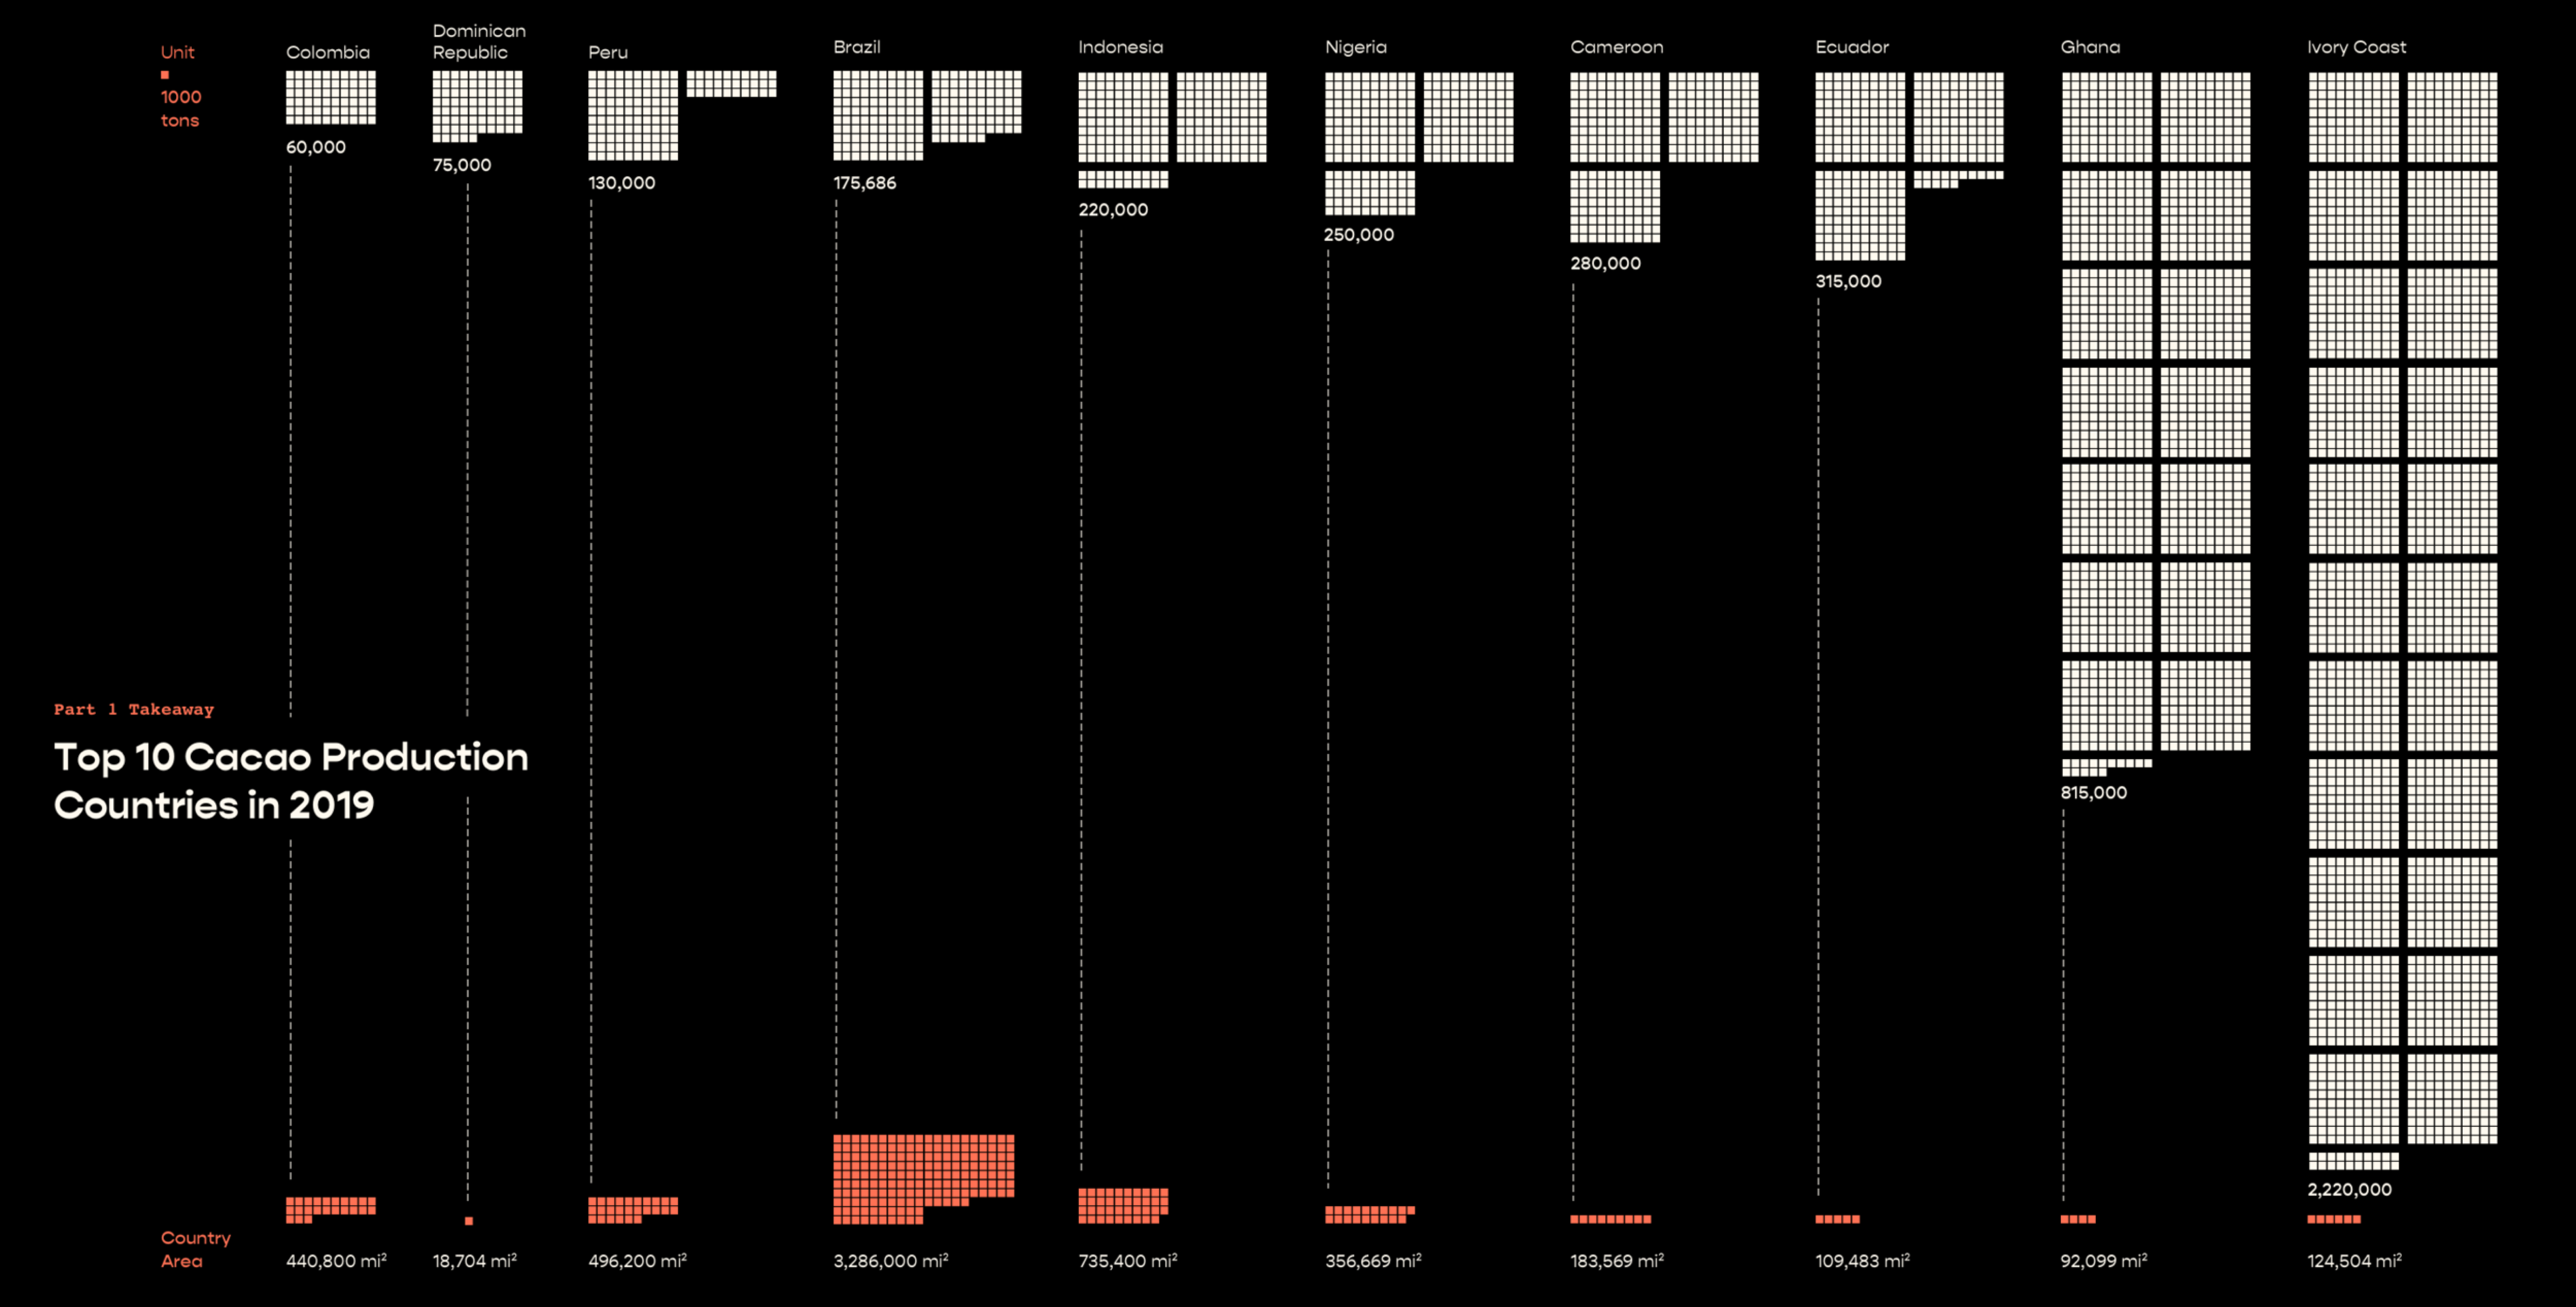 Unit
1000
tons
Colombia
60,000
Dominican
Republic
75,000
Peru
130,000
Brazil
175,686
Indonesia
220,000
Nigeria
250,000
Cameroon
280,000
Ecuador
315,000
Ghana
815,000
Ivory Coast
2,220,000
Part 1 Takeaway
Top 10 Cacao Production
Countries in 2019
Country
Area
440,800 mi²
18,704 mi²
496,200 mi²
3,286,000 mi²
735,400 mi²
356,669 mi²
183,569 mi²
109,483 mi²
92,099 mi²
124,504 mi²